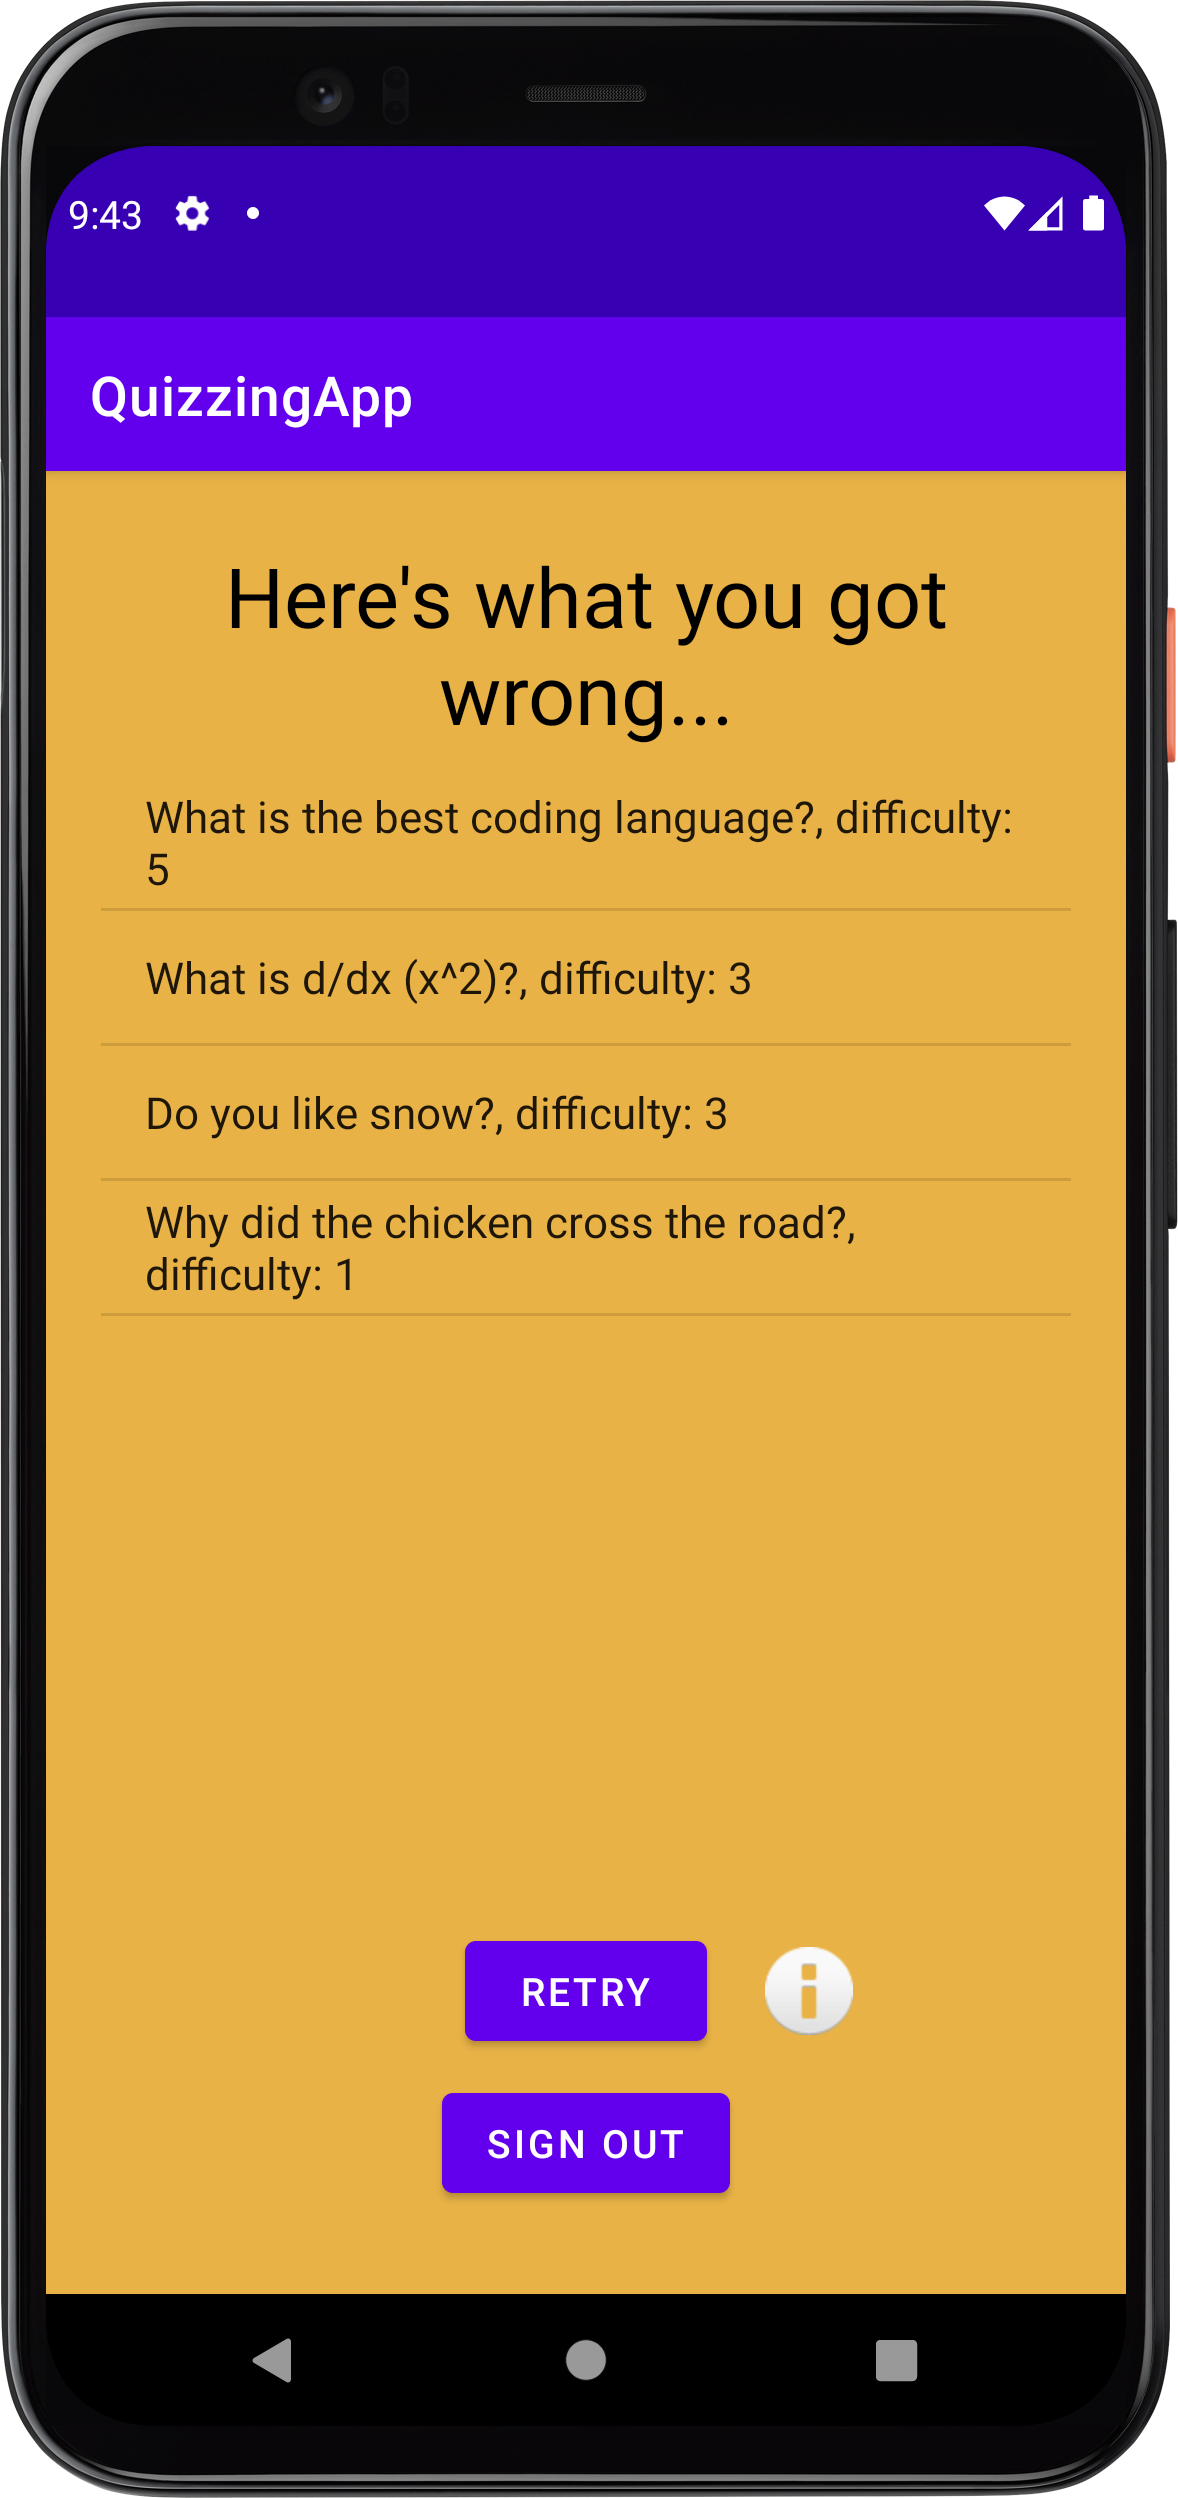 9:43
QuizzingApp
Here's what you got
wrong...
What is the best coding language?, difficulty:
5
What is d/dx (x^2)?, difficulty: 3
Do you like snow?, difficulty: 3
Why did the chicken cross the road?,
difficulty: 1
RETRY
SIGN OUT